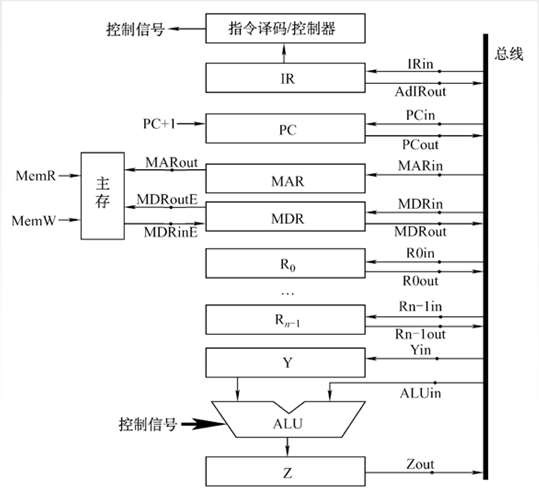 控制信号
指令译码/控制器
总线
IRin
IR
AdIRout
PCin
PC+1
PC
PCout
MARout
MARin
MemR
主存
MAR
MDRoutE
MDRin
MemW
MDR
MDRinE
MDRout
R0in
R0
R0out
…
Rn-1in
Rn-1
Rn-1out
Yin
Y
ALUin
控制信号
ALU
Zout
Z